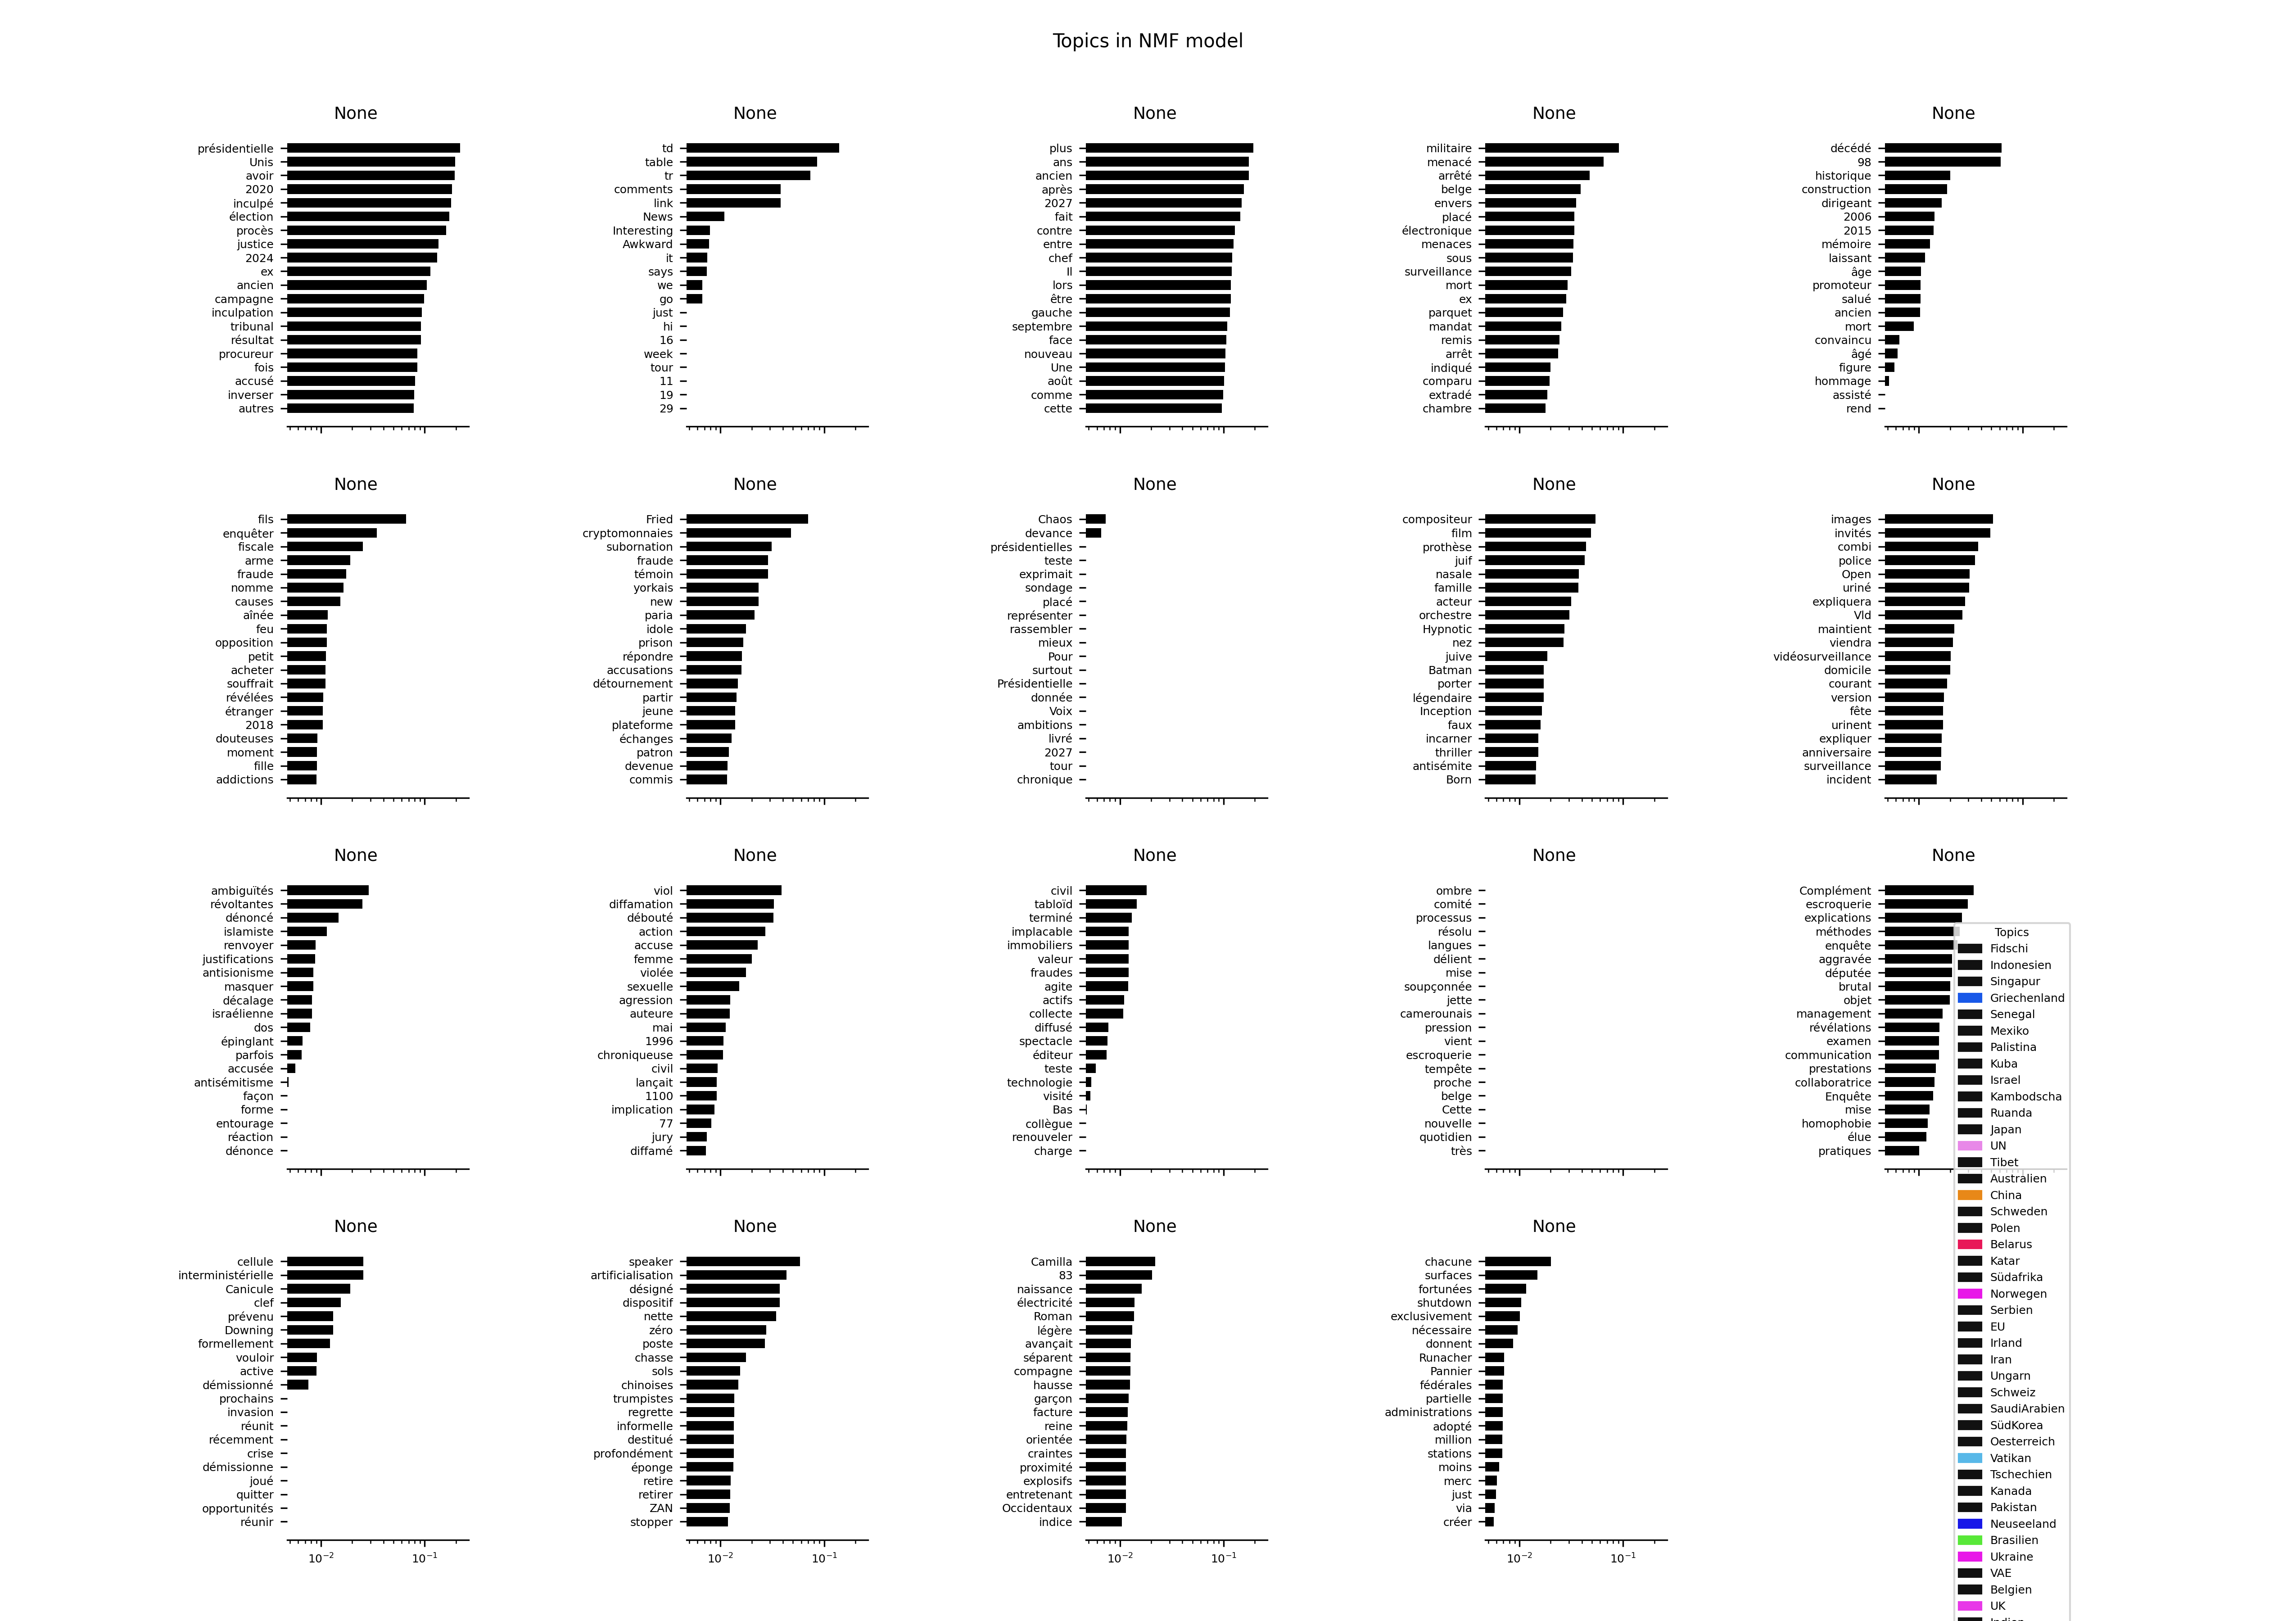 Topics in NMF model
None
présidentielle
Unis
avoir
2020
inculpé
élection
procès
justice
2024
ex
ancien
campagne
inculpation
tribunal
résultat
procureur
fois
accusé
inverser
autres
None
td
table
tr
comments
link
News
Interesting
Awkward
it
says
we
go
just
hi
16
week
tour
11
19
29
None
plus
ans
ancien
après
2027
fait
contre
entre
chef
Il
lors
être
gauche
septembre
face
nouveau
Une
août
comme
cette
None
militaire
menacé
arrêté
belge
envers
placé
électronique
menaces
sous
surveillance
mort
ex
parquet
mandat
remis
arrêt
indiqué
comparu
extradé
chambre
None
décédé
98
historique
construction
dirigeant
2006
2015
mémoire
laissant
âge
promoteur
salué
ancien
mort
convaincu
âgé
figure
hommage
assisté
rend
None
fils
enquêter
fiscale
arme
fraude
nomme
causes
aînée
feu
opposition
petit
acheter
souffrait
révélées
étranger
2018
douteuses
moment
fille
addictions
None
Fried
cryptomonnaies
subornation
fraude
témoin
yorkais
new
paria
idole
prison
répondre
accusations
détournement
partir
jeune
plateforme
échanges
patron
devenue
commis
None
Chaos
devance
présidentielles
teste
exprimait
sondage
placé
représenter
rassembler
mieux
Pour
surtout
Présidentielle
donnée
Voix
ambitions
livré
2027
tour
chronique
None
compositeur
film
prothèse
juif
nasale
famille
acteur
orchestre
Hypnotic
nez
juive
Batman
porter
légendaire
Inception
faux
incarner
thriller
antisémite
Born
None
images
invités
combi
police
Open
uriné
expliquera
Vld
maintient
viendra
vidéosurveillance
domicile
courant
version
fête
urinent
expliquer
anniversaire
surveillance
incident
None
ambiguïtés
révoltantes
dénoncé
islamiste
renvoyer
justifications
antisionisme
masquer
décalage
israélienne
dos
épinglant
parfois
accusée
antisémitisme
façon
forme
entourage
réaction
dénonce
None
viol
diffamation
débouté
action
accuse
femme
violée
sexuelle
agression
auteure
mai
1996
chroniqueuse
civil
lançait
1100
implication
77
jury
diffamé
None
civil
tabloïd
terminé
implacable
immobiliers
valeur
fraudes
agite
actifs
collecte
diffusé
spectacle
éditeur
teste
technologie
visité
Bas
collègue
renouveler
charge
None
ombre
comité
processus
résolu
langues
délient
mise
soupçonnée
jette
camerounais
pression
vient
escroquerie
tempête
proche
belge
Cette
nouvelle
quotidien
très
None
Complément
escroquerie
explications
méthodes
enquête
aggravée
députée
brutal
objet
management
révélations
examen
communication
prestations
collaboratrice
Enquête
mise
homophobie
élue
pratiques
None
cellule
interministérielle
Canicule
clef
prévenu
Downing
formellement
vouloir
active
démissionné
prochains
invasion
réunit
récemment
crise
démissionne
joué
quitter
opportunités
réunir
10⁻²
10⁻¹
None
speaker
artificialisation
désigné
dispositif
nette
zéro
poste
chasse
sols
chinoises
trumpistes
regrette
informelle
destitué
profondément
éponge
retire
retirer
ZAN
stopper
10⁻²
10⁻¹
None
Camilla
83
naissance
électricité
Roman
légère
avançait
séparent
compagne
hausse
garçon
facture
reine
orientée
craintes
proximité
explosifs
entretenant
Occidentaux
indice
10⁻²
10⁻¹
None
chacune
surfaces
fortunées
shutdown
exclusivement
nécessaire
donnent
Runacher
Pannier
fédérales
partielle
administrations
adopté
million
stations
moins
merc
just
via
créer
10⁻²
10⁻¹
Topics
Fidschi
Indonesien
Singapur
Griechenland
Senegal
Mexiko
Palistina
Kuba
Israel
Kambodscha
Ruanda
Japan
UN
Tibet
Australien
China
Schweden
Polen
Belarus
Katar
Südafrika
Norwegen
Serbien
EU
Irland
Iran
Ungarn
Schweiz
SaudiArabien
SüdKorea
Oesterreich
Vatikan
Tschechien
Kanada
Pakistan
Neuseeland
Brasilien
Ukraine
VAE
Belgien
UK